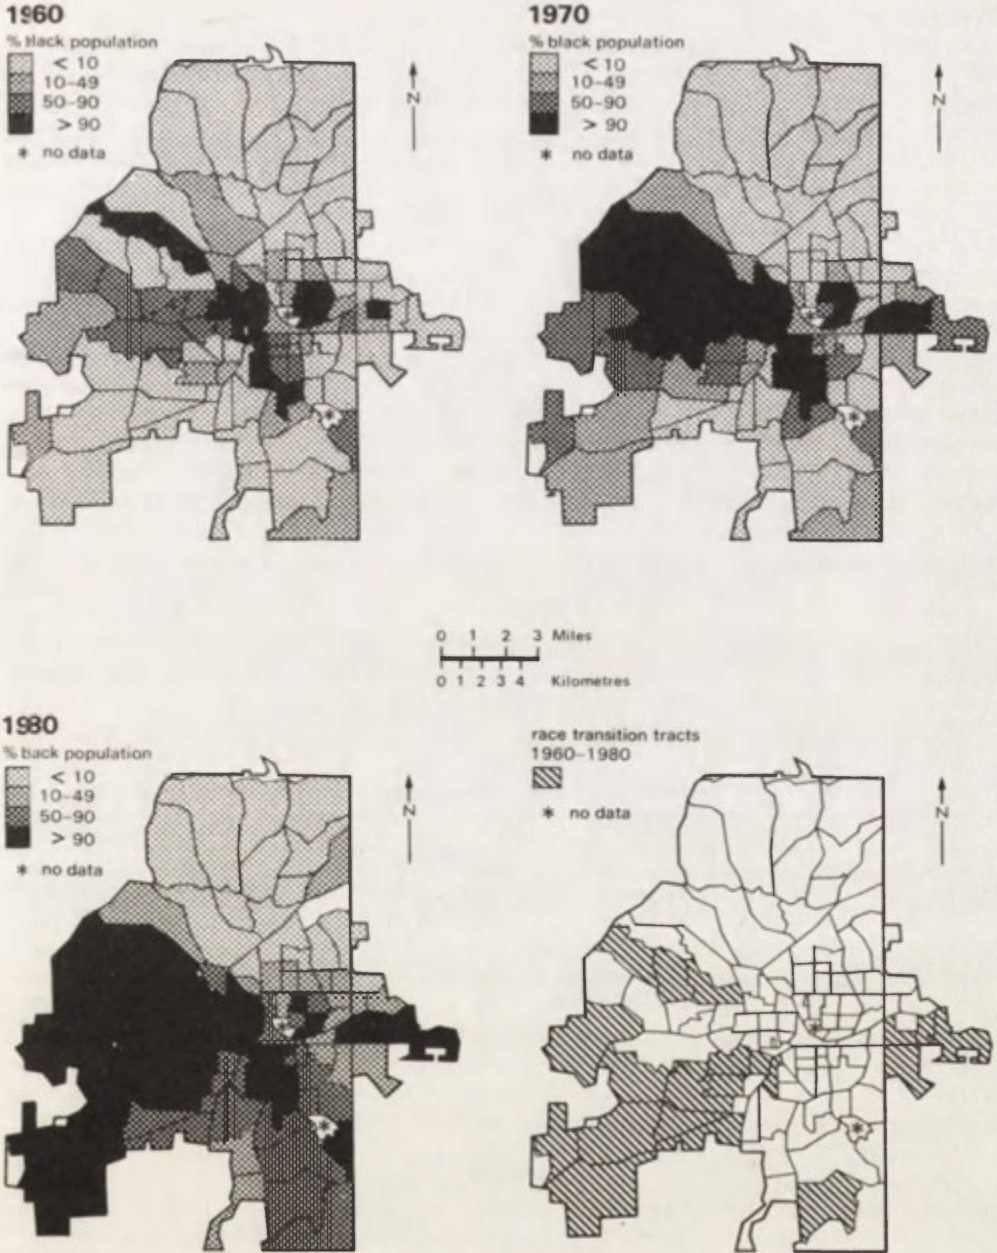 1960
% black population
< 10
10–49
50–90
> 90
* no data
N
1970
% black population
< 10
10–49
50–90
> 90
* no data
N
*
*
0 1 2 3 Miles
0 1 2 3 4 Kilometres
1980
% back population
< 10
10–49
50–90
> 90
* no data
N
race transition tracts
1960–1980
* no data
N
*
*